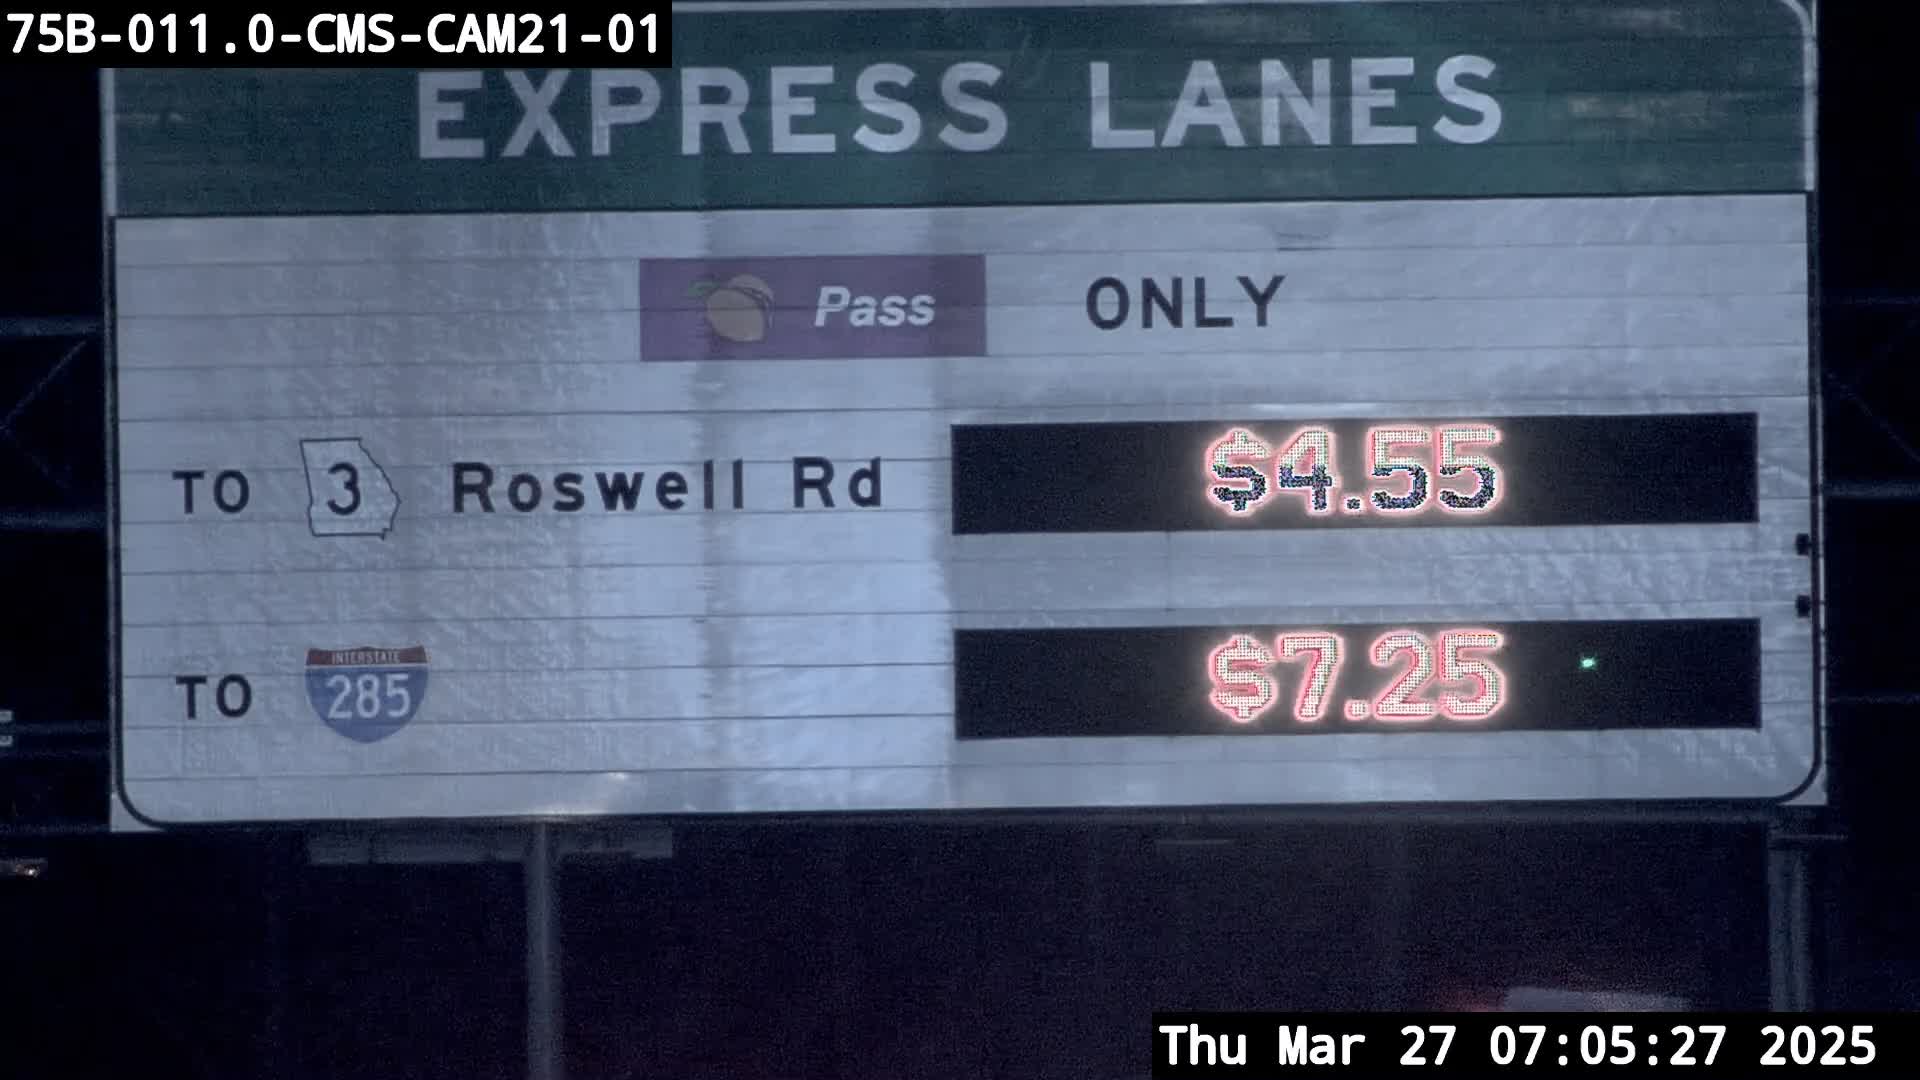 75B-011.0-CMS-CAM21-01
EXPRESS LANES
Pass ONLY
TO 3 Roswell Rd $4.55
TO INTERSTATE 285 $7.25
Thu Mar 27 07:05:27 2025